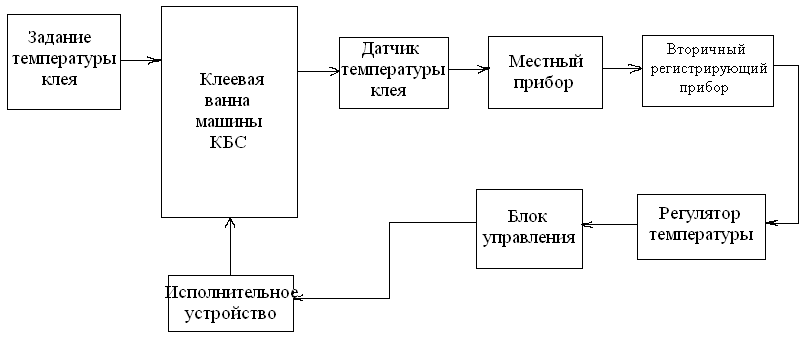 Задание
температуры
клея
Клеевая
ванна
машины
КБС
Датчик
температуры
клея
Местный
прибор
Вторичный
регистрирующий
прибор
Регулятор
температуры
Блок
управления
Исполнительное
устройство